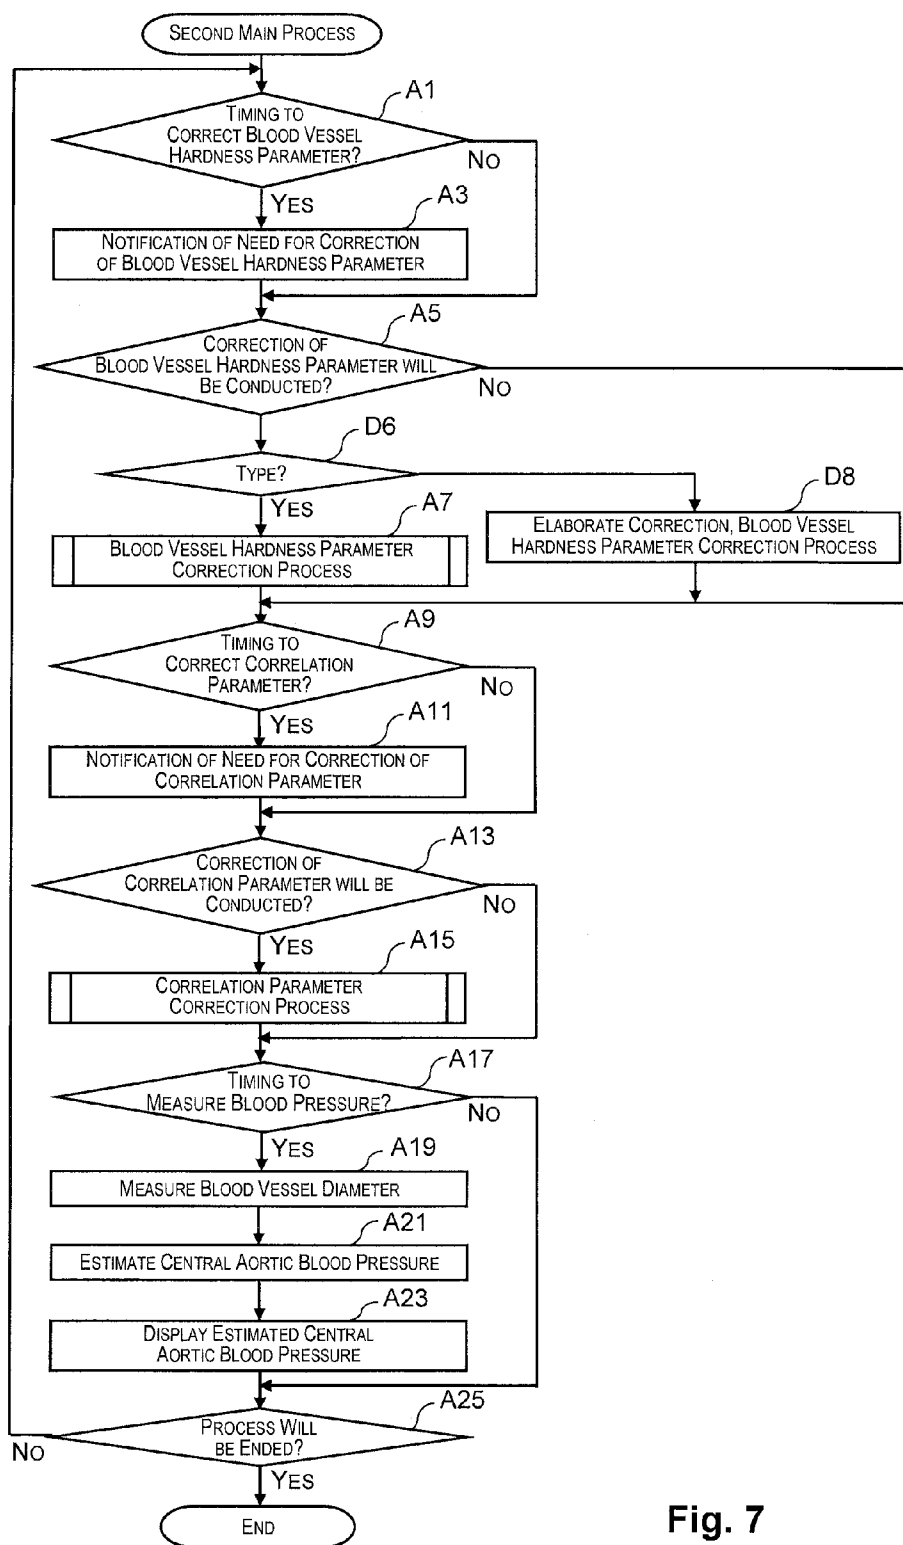 SECOND MAIN PROCESS
A1
TIMING TO
CORRECT BLOOD VESSEL
HARDNESS PARAMETER?
NO
YES
A3
NOTIFICATION OF NEED FOR CORRECTION
OF BLOOD VESSEL HARDNESS PARAMETER
A5
CORRECTION OF
BLOOD VESSEL HARDNESS PARAMETER WILL
BE CONDUCTED?
NO
D6
TYPE?
YES
D8
ELABORATE CORRECTION, BLOOD VESSEL
HARDNESS PARAMETER CORRECTION PROCESS
A7
BLOOD VESSEL HARDNESS PARAMETER
CORRECTION PROCESS
A9
TIMING TO
CORRECT CORRELATION
PARAMETER?
NO
YES
A11
NOTIFICATION OF NEED FOR CORRECTION OF
CORRELATION PARAMETER
A13
CORRECTION OF
CORRELATION PARAMETER WILL BE
CONDUCTED?
NO
YES
A15
CORRELATION PARAMETER
CORRECTION PROCESS
A17
TIMING TO
MEASURE BLOOD PRESSURE?
NO
YES
A19
MEASURE BLOOD VESSEL DIAMETER
A21
ESTIMATE CENTRAL AORTIC BLOOD PRESSURE
A23
DISPLAY ESTIMATED CENTRAL
AORTIC BLOOD PRESSURE
A25
PROCESS WILL
BE ENDED?
NO
YES
END
Fig. 7